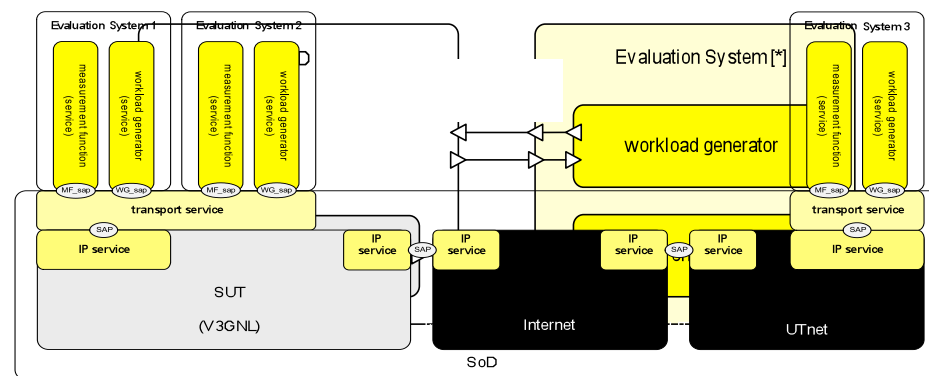 Evaluation System 1
Evaluation System 2
Evaluation System 3
Evaluation System [*]
measurement function
(service)
workload generator
(service)
measurement function
(service)
workload generator
(service)
workload generator
measurement function
(service)
workload generator
(service)
MF_sap
WG_sap
MF_sap
WG_sap
MF_sap
WG_sap
transport service
transport service
SAP
SAP
SAP
SAP
IP service
IP
service
IP
service
IP
service
IP
service
IP service
SUT
(V3GNL)
Internet
UTnet
SoD